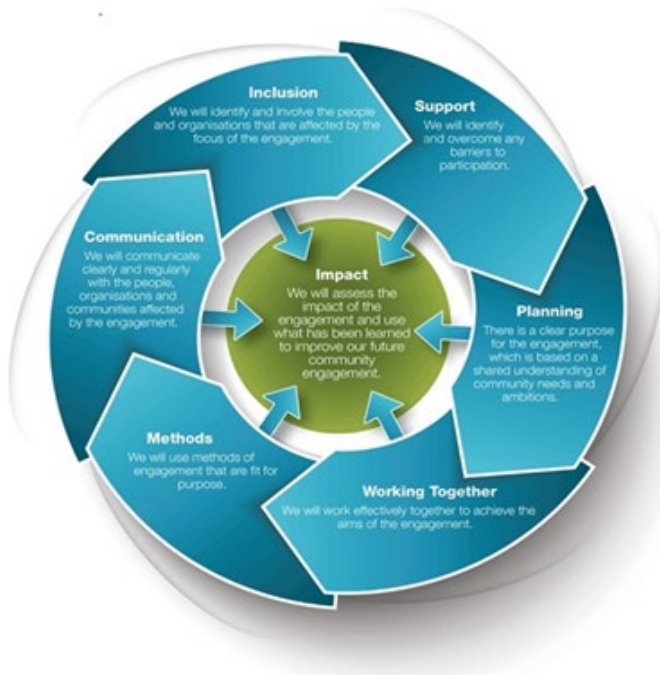 Inclusion
We will identify and involve the people
and organisations that are affected by the
focus of the engagement.
Support
We will identify
and overcome any
barriers to
participation.
Planning
There is a clear purpose
for the engagement,
which is based on a
shared understanding of
community needs and
ambitions.
Working Together
We will work effectively together to achieve the
aims of the engagement.
Methods
We will use methods of
engagement that are fit for
purpose.
Communication
We will communicate
clearly and regularly
with the people,
organisations and
communities affected
by the engagement.
Impact
We will assess the
impact of the
engagement and use
what has been learned
to improve our future
community
engagement.